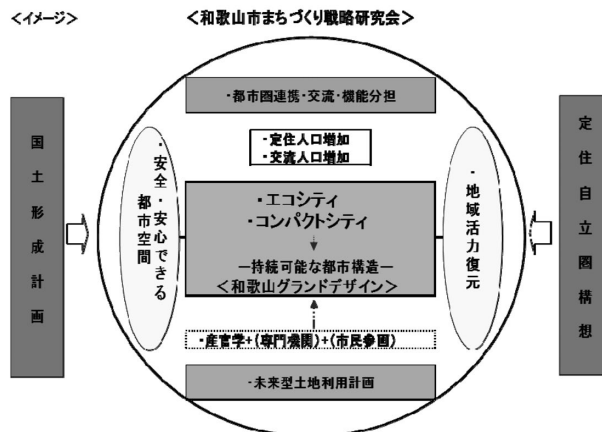 <イメージ>
<和歌山市まちづくり戦略研究会>
・都市圏連携・交流・機能分担
・定住人口増加
・交流人口増加
国土形成計画
・安全・安心できる
都市空間
・エコシティ
・コンパクトシティ
―持続可能な都市構造―
<和歌山グランドデザイン>
・地域活力復元
定住自立圏構想
・産官学+(専門機関)+(市民参画)
・未来型土地利用計画